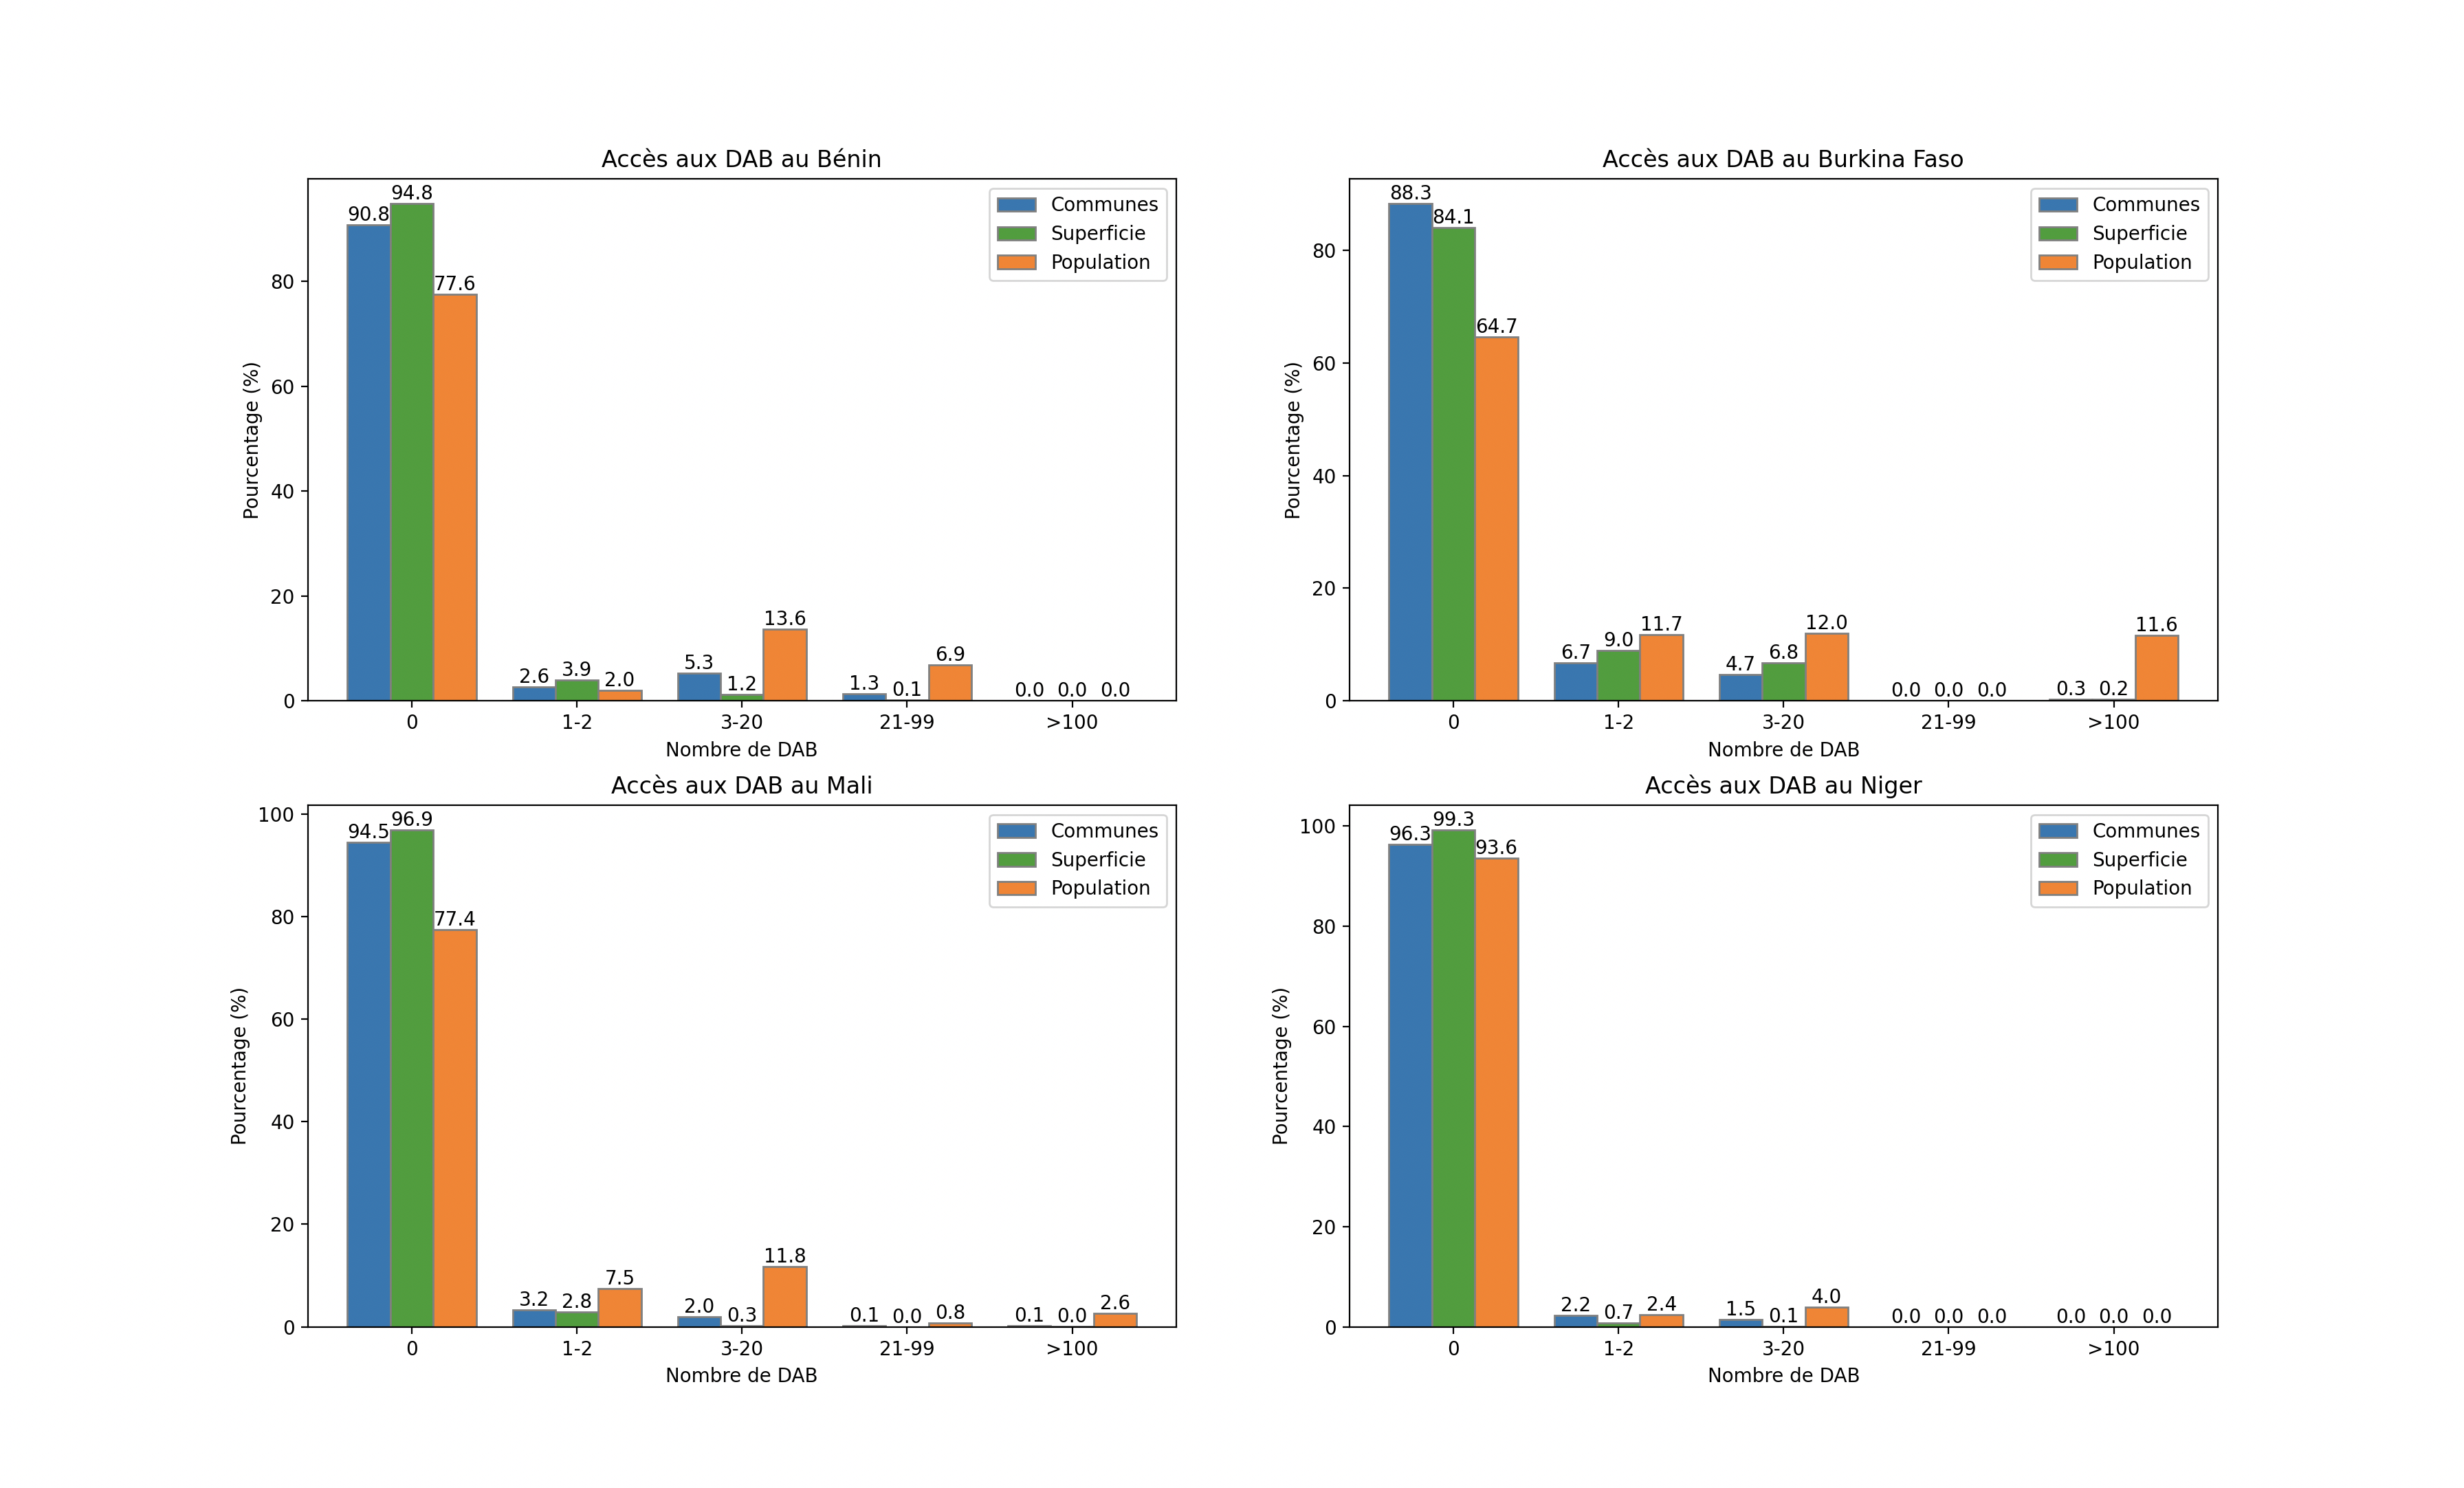 Accès aux DAB au Bénin
94.8
90.8
77.6
Communes
Superficie
Population
80
60
40
20
0
Pourcentage (%)
2.6 3.9 2.0
5.3 1.2 13.6
1.3 0.1 6.9
0.0 0.0 0.0
0 1-2 3-20 21-99 >100
Nombre de DAB
Accès aux DAB au Burkina Faso
88.3
84.1
64.7
Communes
Superficie
Population
80
60
40
20
0
Pourcentage (%)
6.7 9.0 11.7
4.7 6.8 12.0
0.0 0.0 0.0
0.3 0.2 11.6
0 1-2 3-20 21-99 >100
Nombre de DAB
Accès aux DAB au Mali
96.9
94.5
77.4
Communes
Superficie
Population
100
80
60
40
20
0
Pourcentage (%)
3.2 2.8 7.5
2.0 0.3 11.8
0.1 0.0 0.8
0.1 0.0 2.6
0 1-2 3-20 21-99 >100
Nombre de DAB
Accès aux DAB au Niger
99.3
96.3
93.6
Communes
Superficie
Population
100
80
60
40
20
0
Pourcentage (%)
2.2 0.7 2.4
1.5 0.1 4.0
0.0 0.0 0.0
0.0 0.0 0.0
0 1-2 3-20 21-99 >100
Nombre de DAB